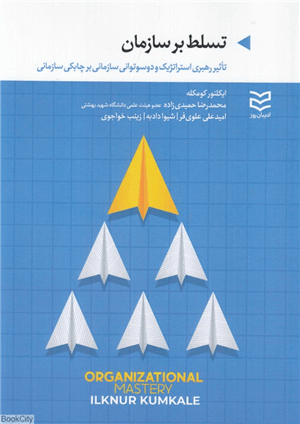 تسلط بر سازمان
تأثیر رهبری استراتژیک و دوسوتوانی سازمانی بر چابکی سازمانی
ایلکنور کومکله
محمدرضا حمیدی‌زاده عضو هیئت علمی دانشگاه شهید بهشتی
امیدعلی علوی‌فر | شیوا دادبه | زینب خواجوی
ادیبان روز
ORGANIZATIONAL
MASTERY
ILKNUR KUMKALE
BookCity